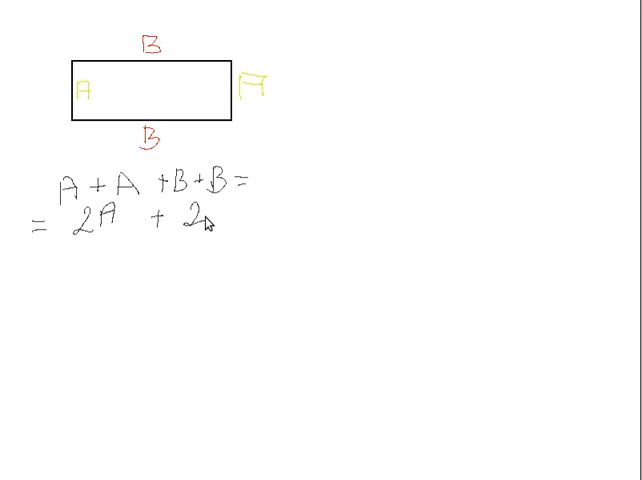 B
A A
B
A + A + B + B =
= 2A + 2